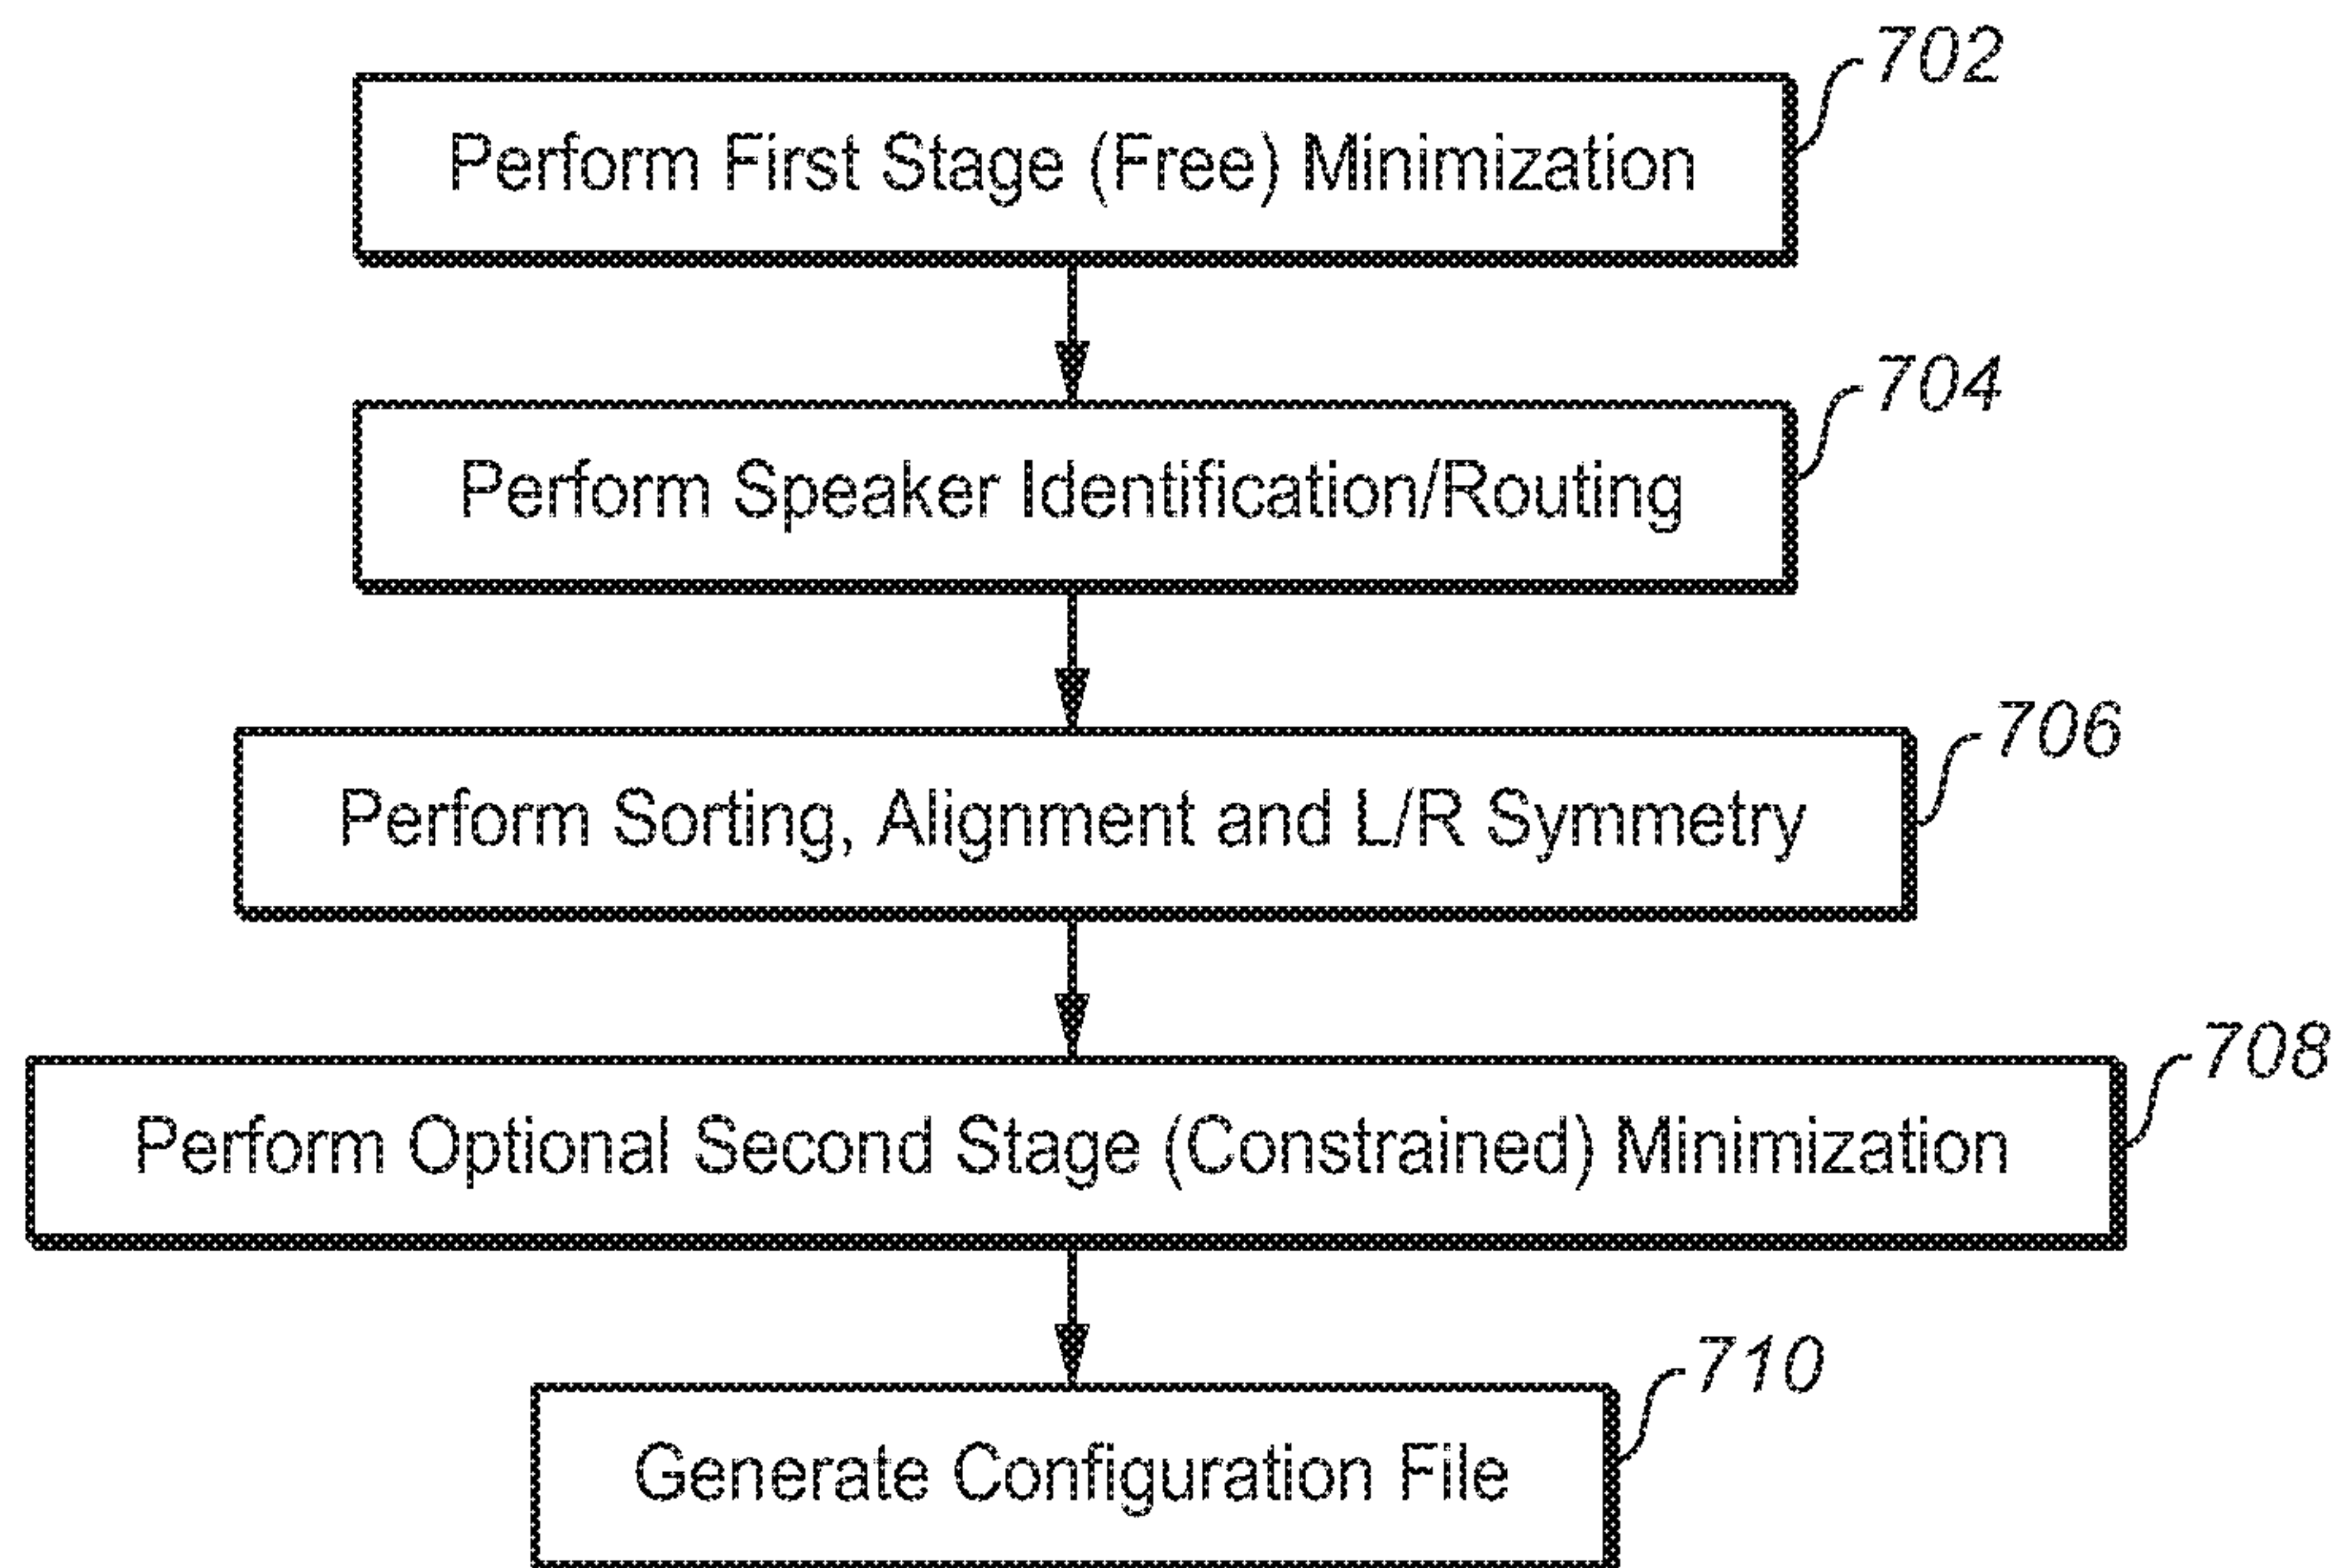 702
Perform First Stage (Free) Minimization
704
Perform Speaker Identification/Routing
706
Perform Sorting, Alignment and L/R Symmetry
708
Perform Optional Second Stage (Constrained) Minimization
710
Generate Configuration File